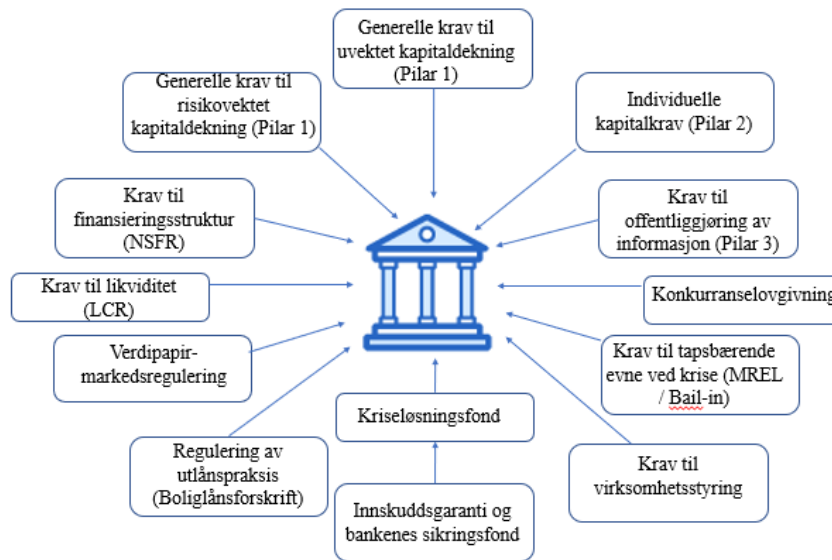 Generelle krav til
uvektet kapitaldekning
(Pilar 1)
Generelle krav til
risikovektet
kapitaldekning (Pilar 1)
Individuelle
kapitalkrav (Pilar 2)
Krav til
finansieringsstruktur
(NSFR)
Krav til
offentliggjøring av
informasjon (Pilar 3)
Krav til likviditet
(LCR)
Konkurranselovgivning
Verdipapir-
markedsregulering
Krav til tapsbærende
evne ved krise (MREL
/ Bail-in)
Kriseløsningsfond
Regulering av
utlånspraksis
(Boliglånsforskrift)
Krav til
virksomhetsstyring
Innskuddsgaranti og
bankenes sikringsfond